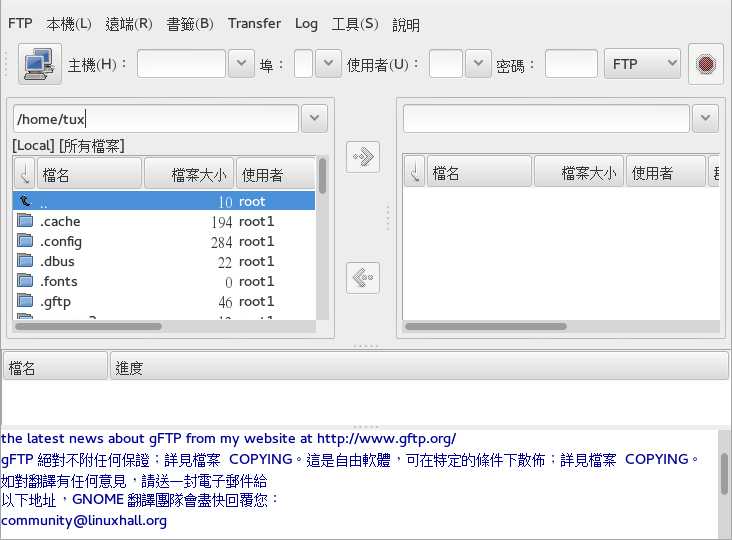 FTP 本機(L) 遠端(R) 書籤(B) Transfer Log 工具(S) 說明
主機(H)： 埠： 使用者(U)： 密碼： FTP
/home/tux
[Local] [所有檔案]
檔名 檔案大小 使用者
.. 10 root
.cache 194 root1
.config 284 root1
.dbus 22 root1
.fonts 0 root1
.gftp 46 root1
檔名 檔案大小 使用者
檔名 進度
the latest news about gFTP from my website at http://www.gftp.org/
gFTP 絕對不附任何保證；詳見檔案 COPYING。這是自由軟體，可在特定的條件下散佈；詳見檔案 COPYING。
如對翻譯有任何意見，請送一封電子郵件給
以下地址，GNOME 翻譯團隊會盡快回覆您：
community@linuxhall.org